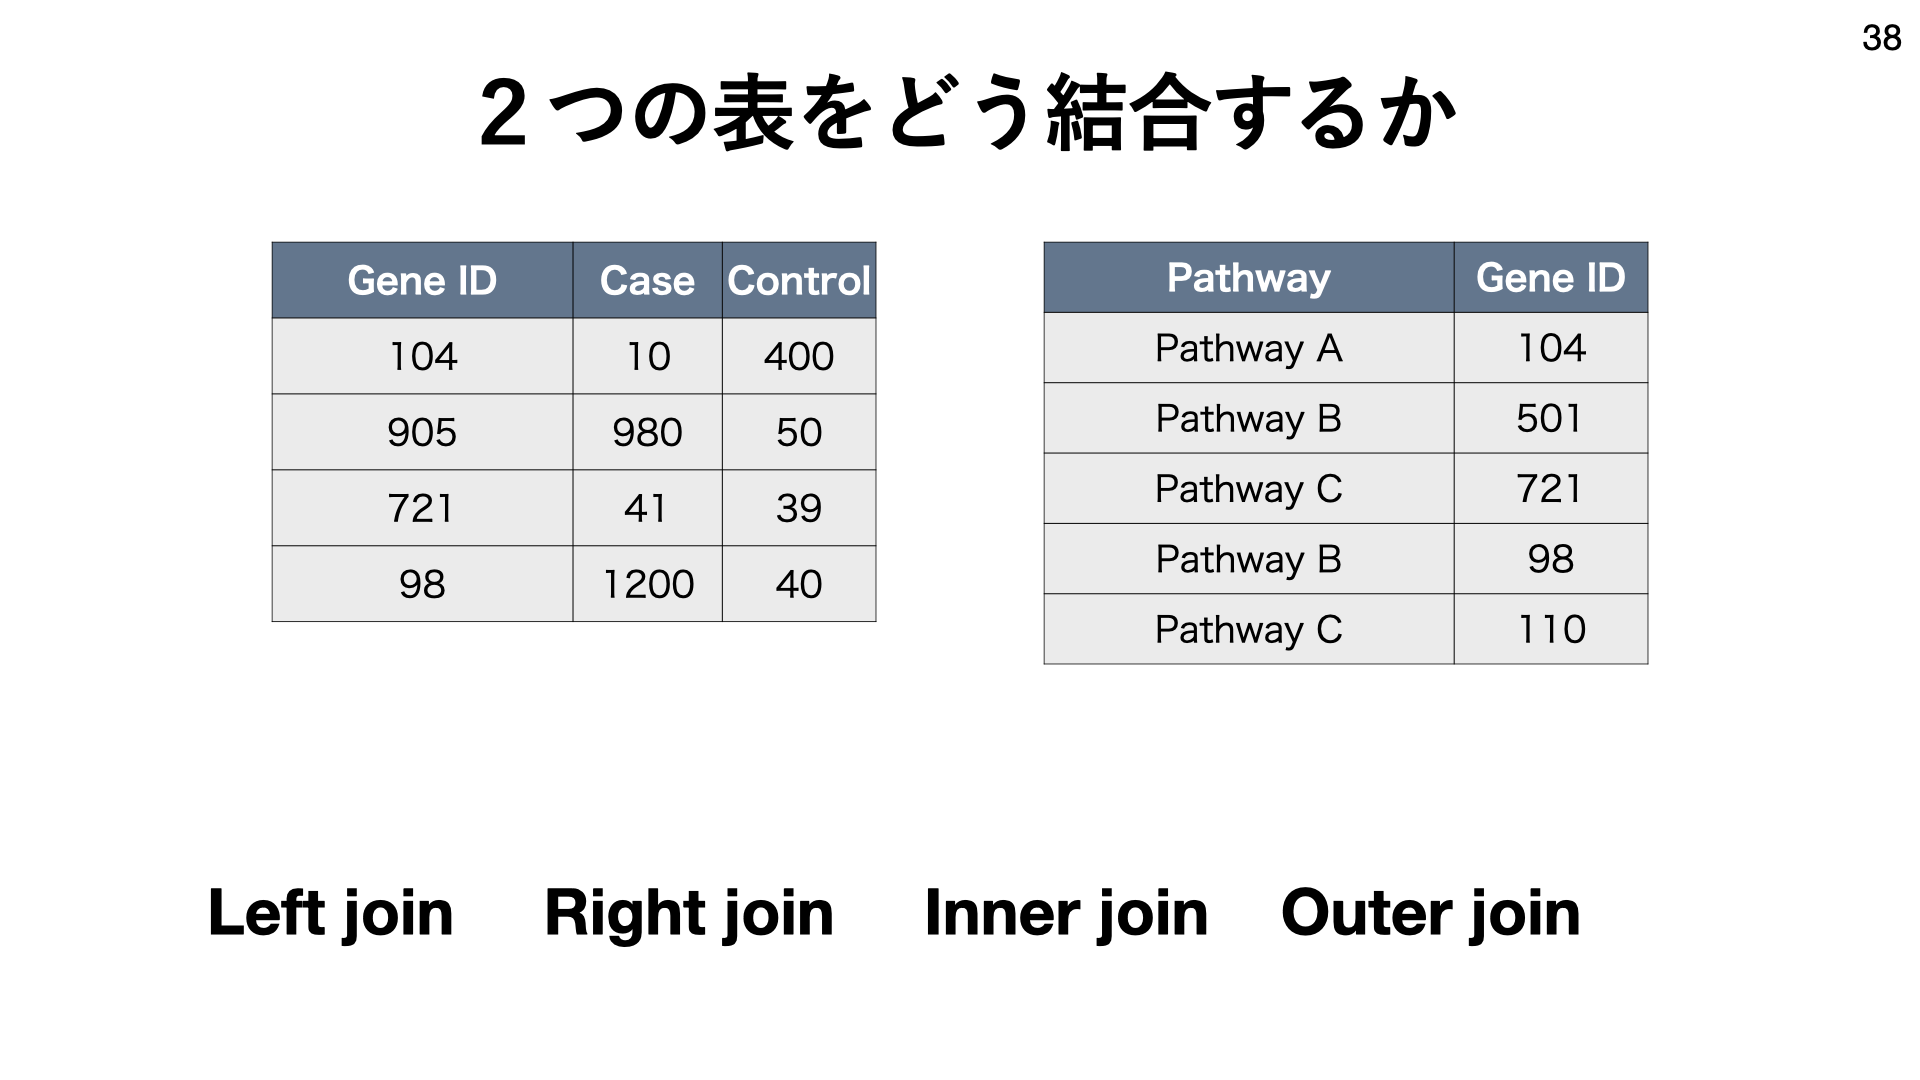 38
２つの表をどう結合するか
Gene ID Case Control
104 10 400
905 980 50
721 41 39
98 1200 40
Pathway Gene ID
Pathway A 104
Pathway B 501
Pathway C 721
Pathway B 98
Pathway C 110
Left join Right join Inner join Outer join